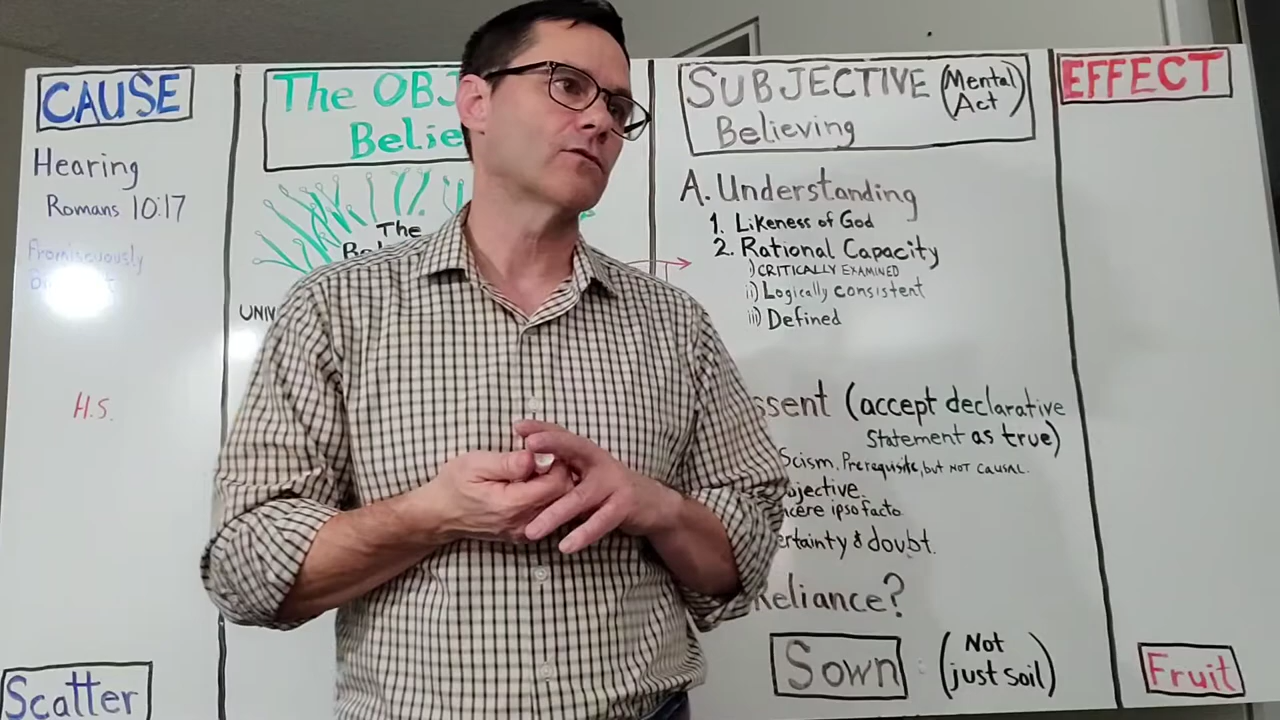 CAUSE
Hearing
Romans 10:17
Promiscuously
H.S.
Scatter
The OBJ
Belie
The
UNIV
SUBJECTIVE (Mental Act)
Believing
A. Understanding
1. Likeness of God
2. Rational Capacity
i) CRITICALLY EXAMINED
ii) Logically consistent
iii) Defined
ssent (accept declarative
statement as true)
scism. Prerequisite, but NOT CAUSAL.
bjective.
ncere ipso facto
ertainty & doubt.
Reliance?
Sown (Not just soil)
EFFECT
Fruit